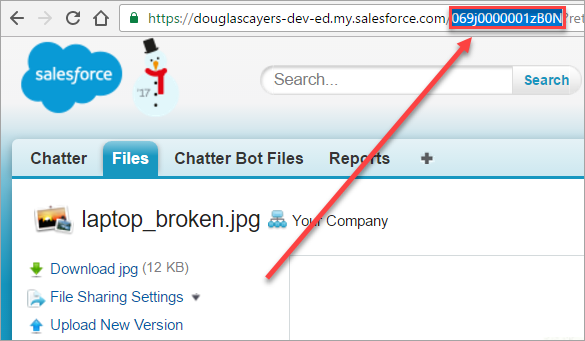 https://douglascayers-dev-ed.my.salesforce.com/069j0000001zB0N?ret
salesforce
'17
Search...
Search
Chatter
Files
Chatter Bot Files
Reports
+
laptop_broken.jpg
Your Company
Download jpg (12 KB)
File Sharing Settings
Upload New Version